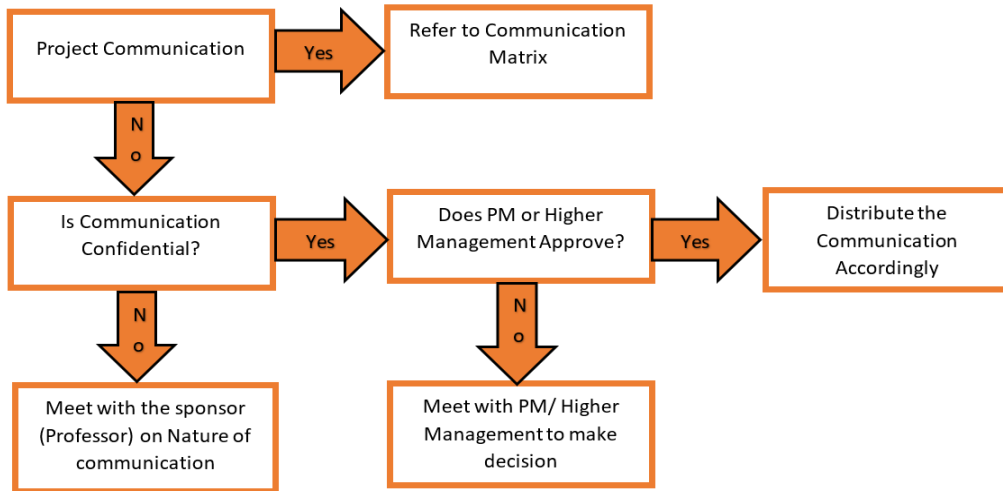 Project Communication
Yes
Refer to Communication
Matrix
N
o
Is Communication
Confidential?
Yes
Does PM or Higher
Management Approve?
Yes
Distribute the
Communication
Accordingly
N
o
N
o
Meet with the sponsor
(Professor) on Nature of
communication
Meet with PM/ Higher
Management to make
decision